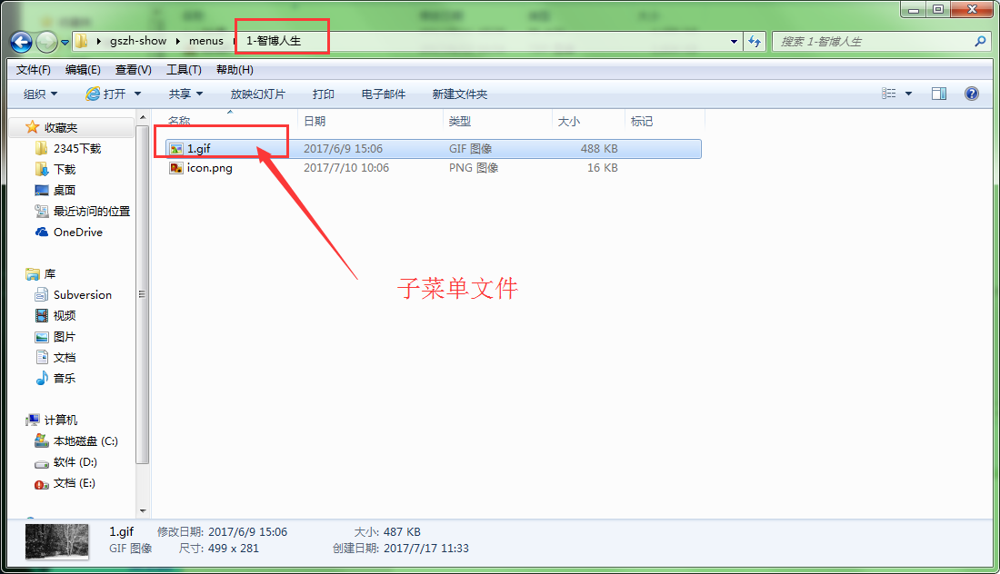 gszh-show menus 1-智博人生 搜索 1-智博人生
文件(F) 编辑(E) 查看(V) 工具(T) 帮助(H)
组织 打开 共享 放映幻灯片 打印 电子邮件 新建文件夹
收藏夹
2345下载
下载
桌面
最近访问的位置
OneDrive
库
Subversion
视频
图片
文档
音乐
计算机
本地磁盘 (C:)
软件 (D:)
文档 (E:)
名称 日期 类型 大小 标记
1.gif 2017/6/9 15:06 GIF 图像 488 KB
icon.png 2017/7/10 10:06 PNG 图像 16 KB
子菜单文件
1.gif 修改日期: 2017/6/9 15:06 大小: 487 KB
GIF 图像 尺寸: 499 x 281 创建日期: 2017/7/17 11:33